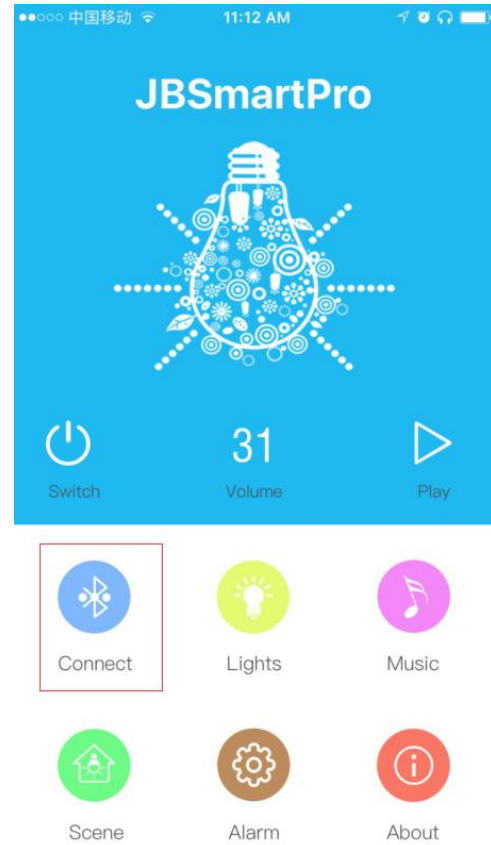 中国移动 11:12 AM
JBSmartPro
31
Switch Volume Play
Connect Lights Music
Scene Alarm About